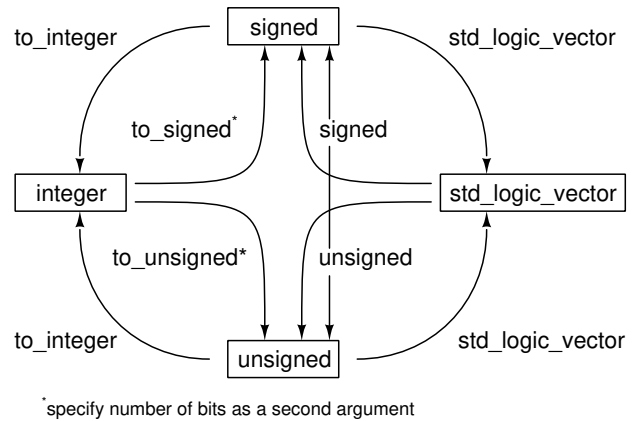 signed
to_integer
std_logic_vector
to_signed*
signed
integer
std_logic_vector
to_unsigned*
unsigned
to_integer
std_logic_vector
unsigned
*specify number of bits as a second argument